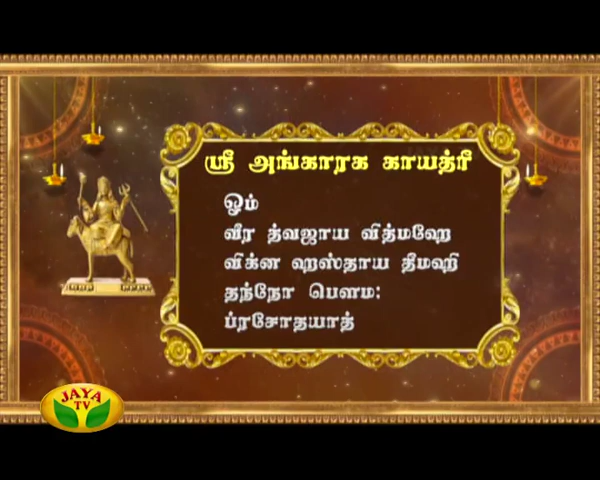 ஸ்ரீ அங்காரக காயத்ரீ
ஓம்
வீர த்வஜாய வித்மஹே
விக்ன ஹஸ்தாய தீமஹி
தந்நோ பௌம:
ப்ரசோதயாத்
JAYA
TV